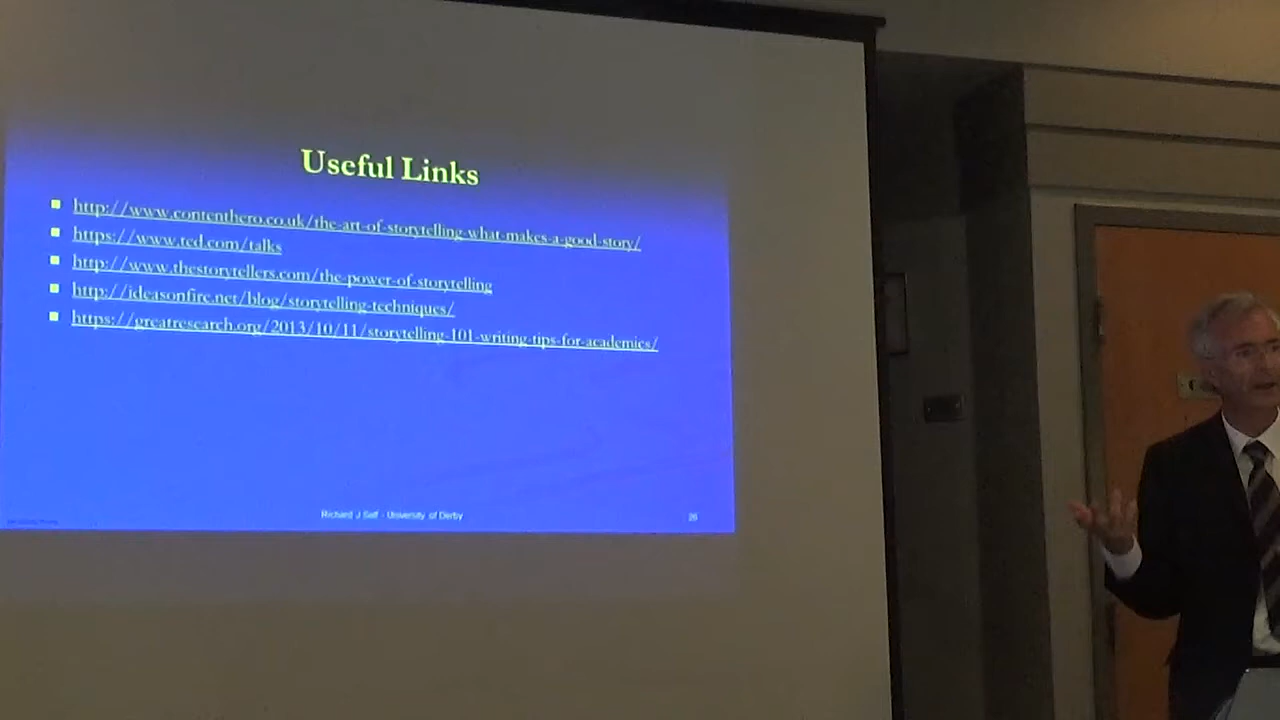 Useful Links
http://www.contenthero.co.uk/the-art-of-storytelling-what-makes-a-good-story/
https://www.ted.com/talks
http://www.thestorytellers.com/the-power-of-storytelling
http://ideasonfire.net/blog/storytelling-techniques/
https://greatresearch.org/2013/10/11/storytelling-101-writing-tips-for-academics/
Richard J Self - University of Derby
26